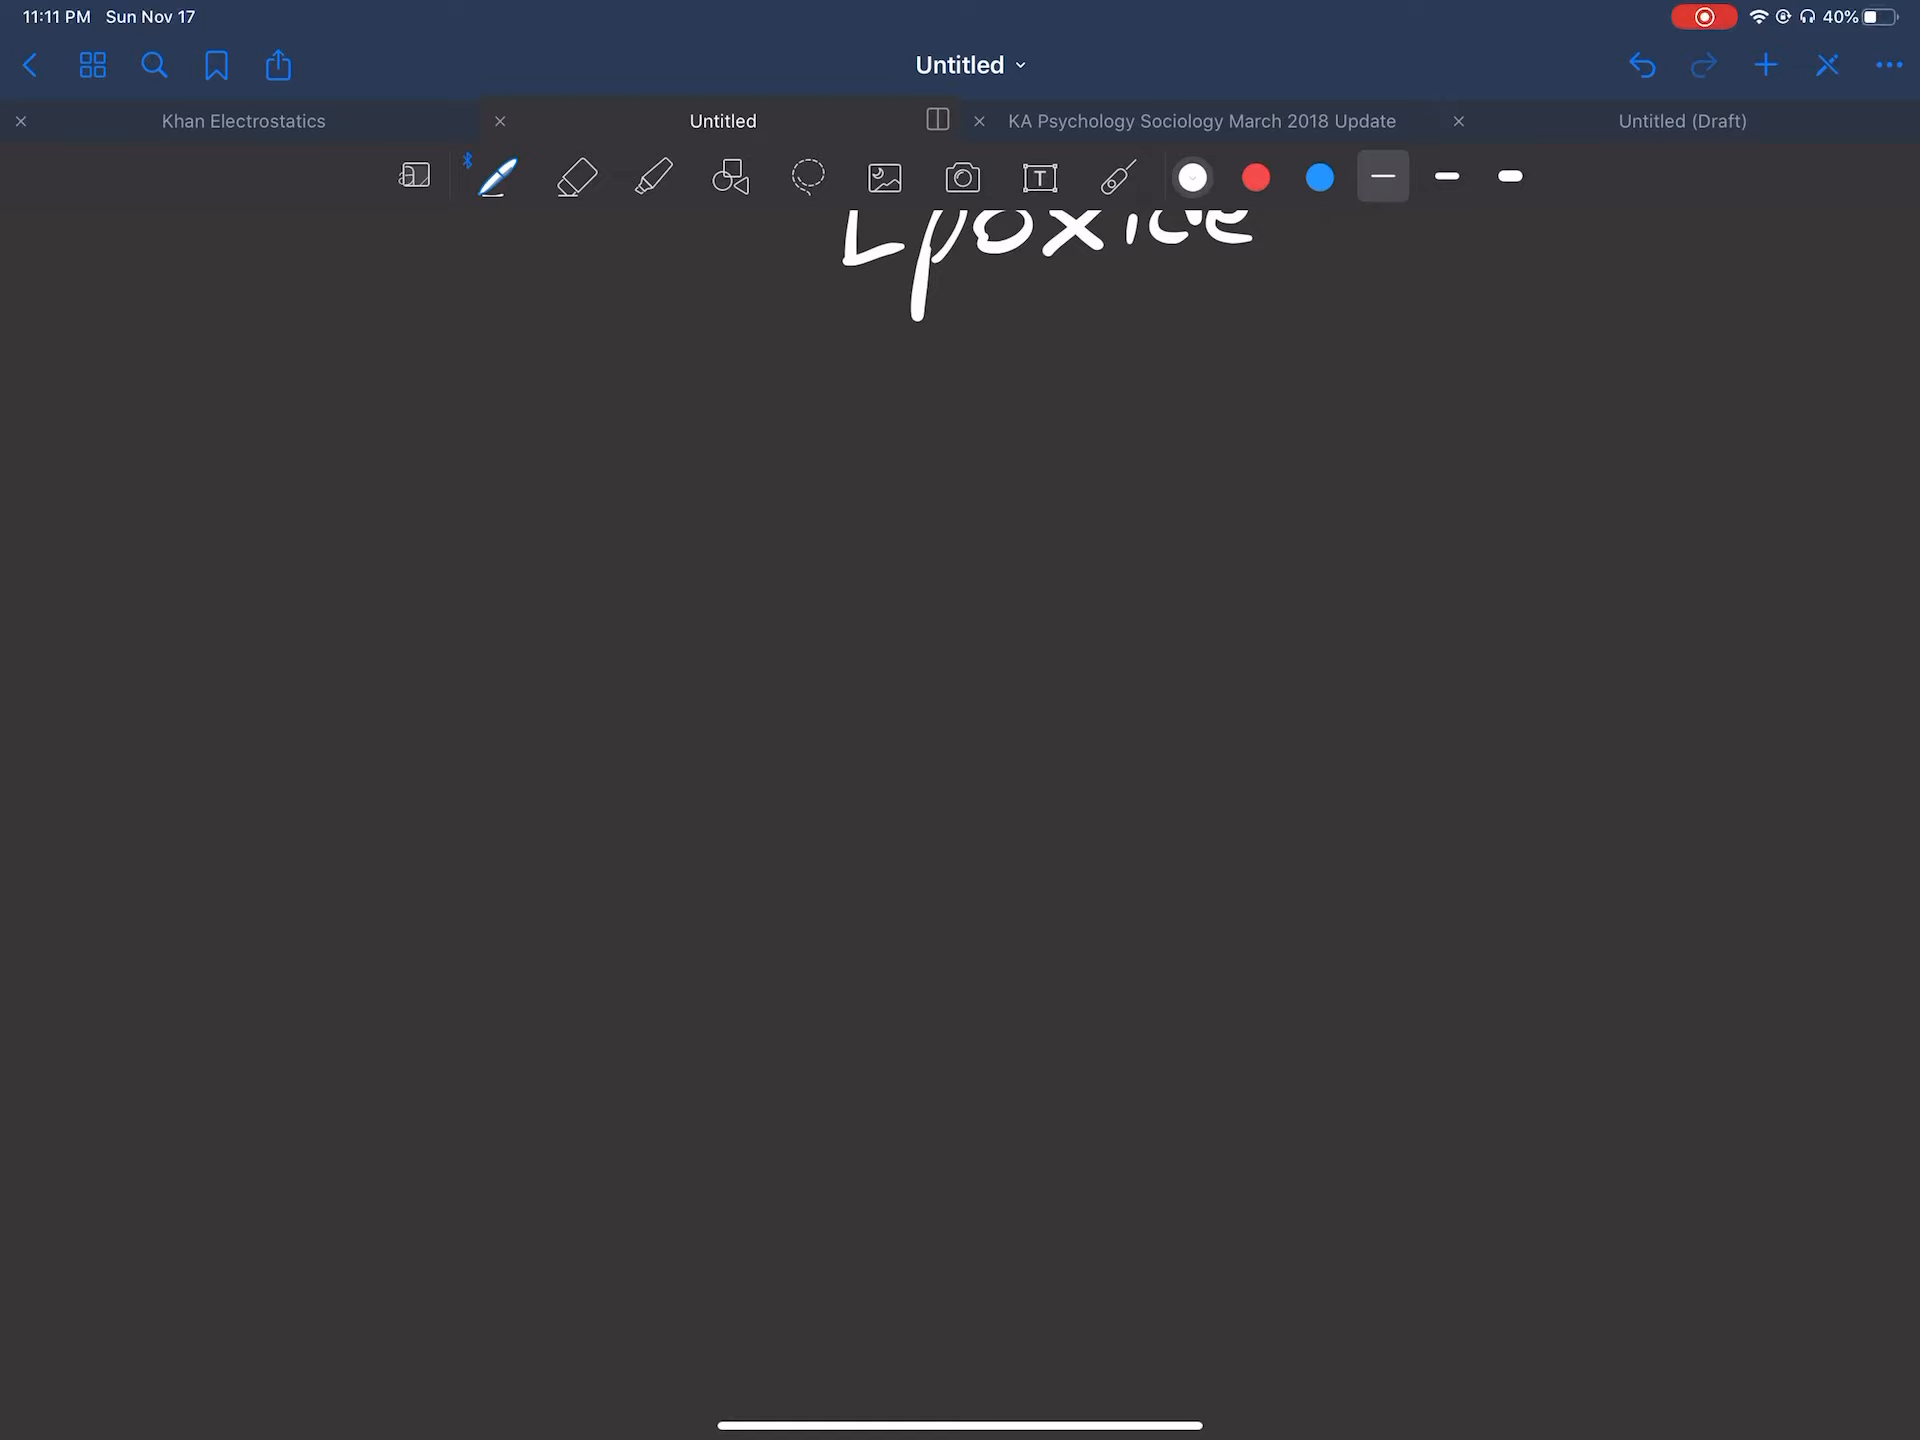 11:11 PM Sun Nov 17
40%
Untitled
Khan Electrostatics
Untitled
KA Psychology Sociology March 2018 Update
Untitled (Draft)
T
Epoxide